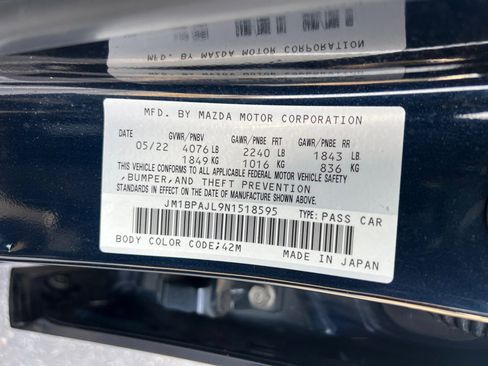 MFD. BY MAZDA MOTOR CORPORATION
DATE GVWR/PNBV GAWR/PNBE FRT GAWR/PNBE RR
05/22 4076 LB 2240 LB 1843 LB.
1849 KG 1016 KG 836 KG
THIS VEHICLE CONFORMS TO ALL APPLICABLE FEDERAL MOTOR VEHICLE SAFETY,
BUMPER, AND THEFT PREVENTION
STANDARDS IN EFFECT ON THE DATE OF MANUFACTURE SHOWN ABOVE.
JM1BPAJL9N1518595 TYPE: PASS CAR
BODY COLOR CODE; 42M MADE IN JAPAN